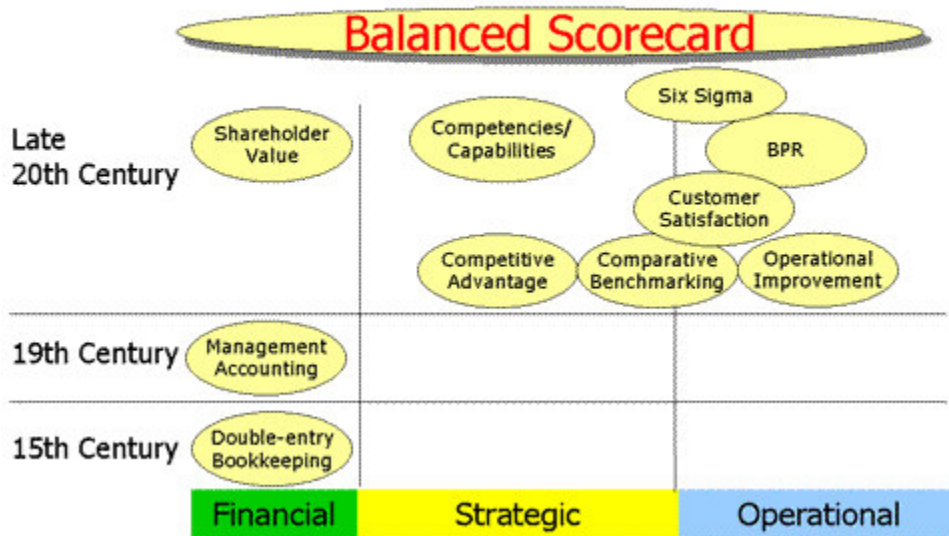 Balanced Scorecard
Late
20th Century
Shareholder
Value
Competencies/
Capabilities
Six Sigma
BPR
Customer
Satisfaction
Competitive
Advantage
Comparative
Benchmarking
Operational
Improvement
19th Century
Management
Accounting
15th Century
Double-entry
Bookkeeping
Financial
Strategic
Operational